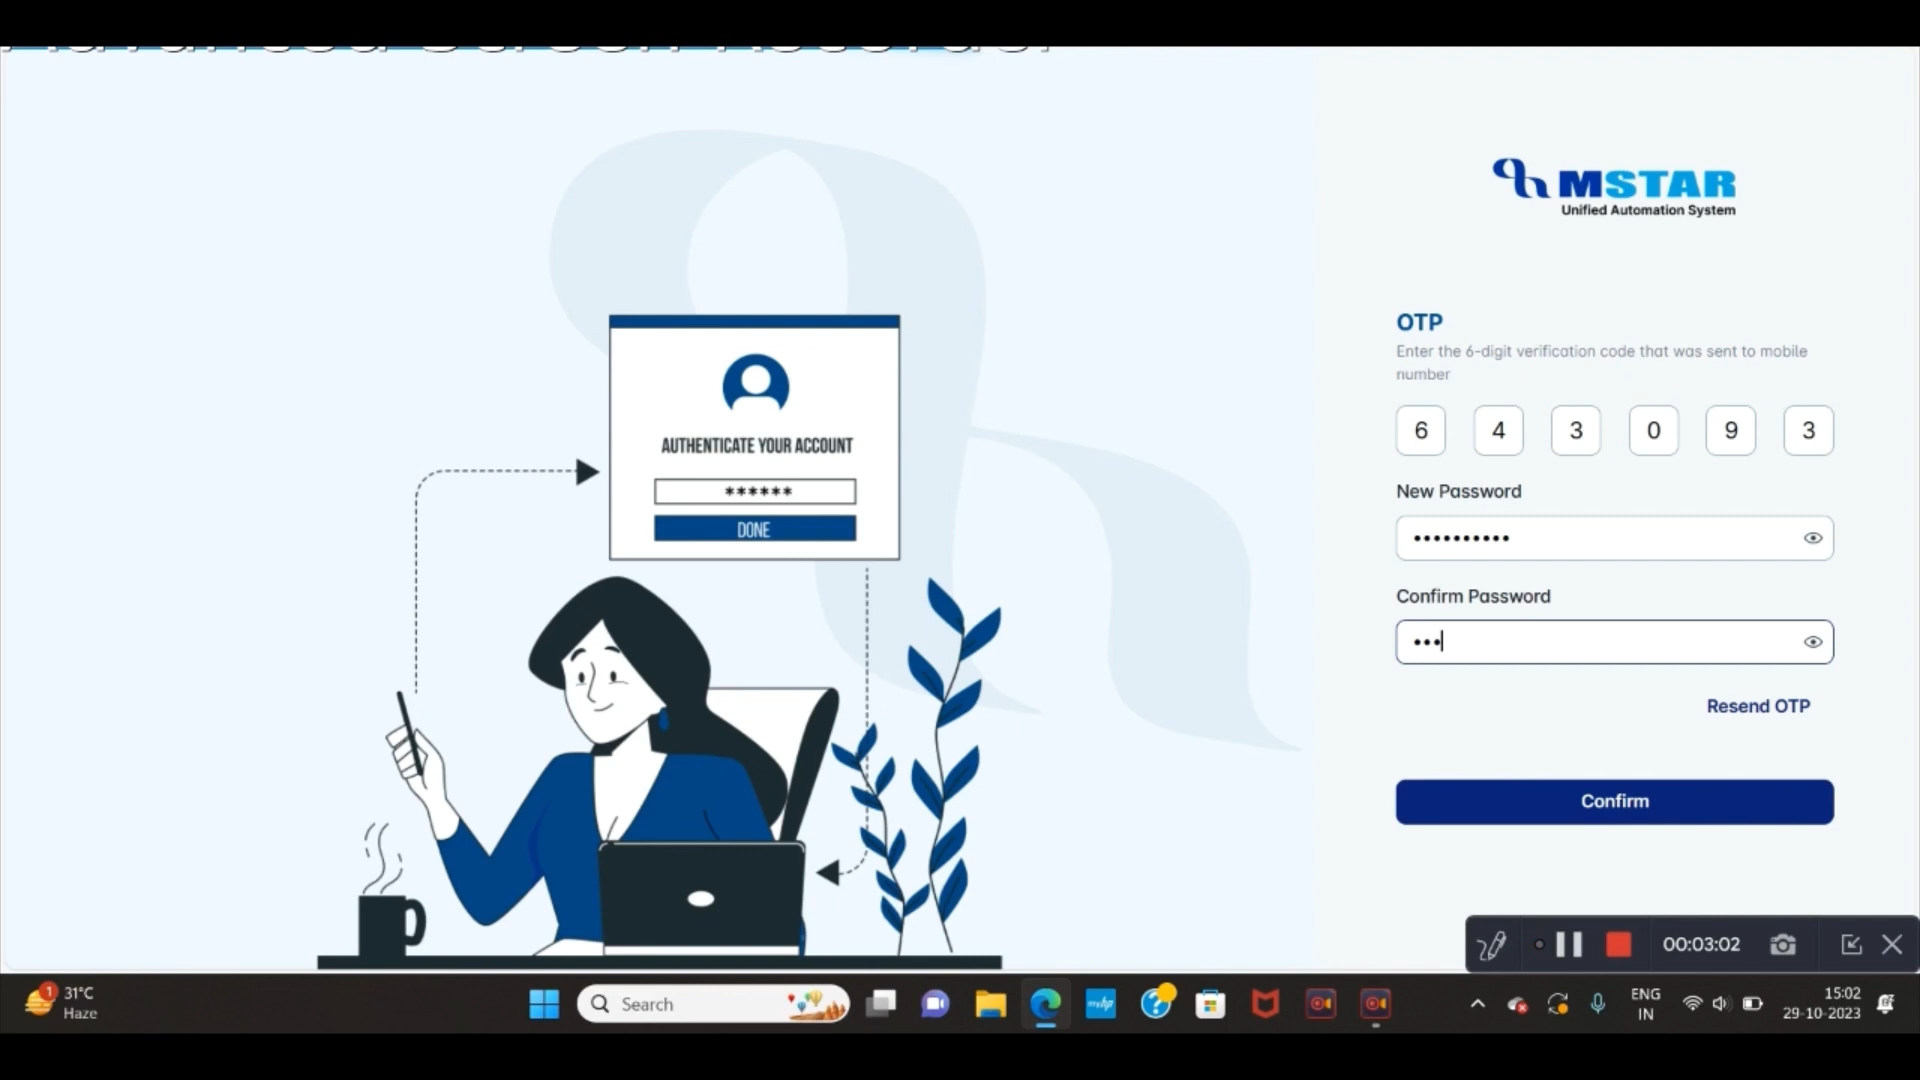 MSTAR
Unified Automation System
OTP
Enter the 6-digit verification code that was sent to mobile
number
6 4 3 0 9 3
New Password
••••••••••
Confirm Password
•••
Resend OTP
Confirm
AUTHENTICATE YOUR ACCOUNT
******
DONE
00:03:02
1
31°C
Haze
Search
myhp
ENG
IN
15:02
29-10-2023